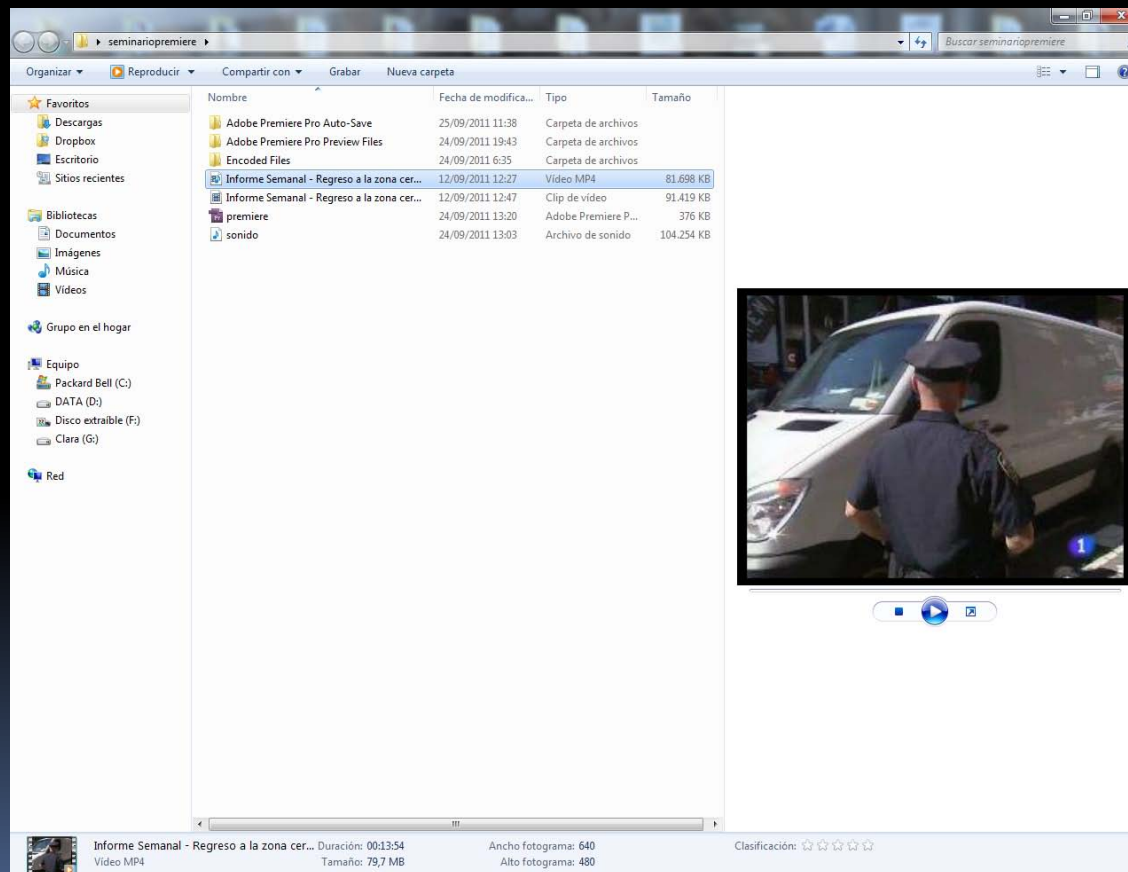 seminariopremiere
Buscar seminariopremiere
Organizar Reproducir Compartir con Grabar Nueva carpeta
Favoritos
Descargas
Dropbox
Escritorio
Sitios recientes
Bibliotecas
Documentos
Imágenes
Música
Vídeos
Grupo en el hogar
Equipo
Packard Bell (C:)
DATA (D:)
Disco extraíble (F:)
Clara (G:)
Red
Nombre Fecha de modifica... Tipo Tamaño
Adobe Premiere Pro Auto-Save 25/09/2011 11:38 Carpeta de archivos
Adobe Premiere Pro Preview Files 24/09/2011 19:43 Carpeta de archivos
Encoded Files 24/09/2011 6:35 Carpeta de archivos
Informe Semanal - Regreso a la zona cer... 12/09/2011 12:27 Vídeo MP4 81.698 KB
Informe Semanal - Regreso a la zona cer... 12/09/2011 12:47 Clip de vídeo 91.419 KB
premiere 24/09/2011 13:20 Adobe Premiere P... 376 KB
sonido 24/09/2011 13:03 Archivo de sonido 104.254 KB
1
Informe Semanal - Regreso a la zona cer... Duración: 00:13:54 Ancho fotograma: 640 Clasificación:
Vídeo MP4 Tamaño: 79,7 MB Alto fotograma: 480